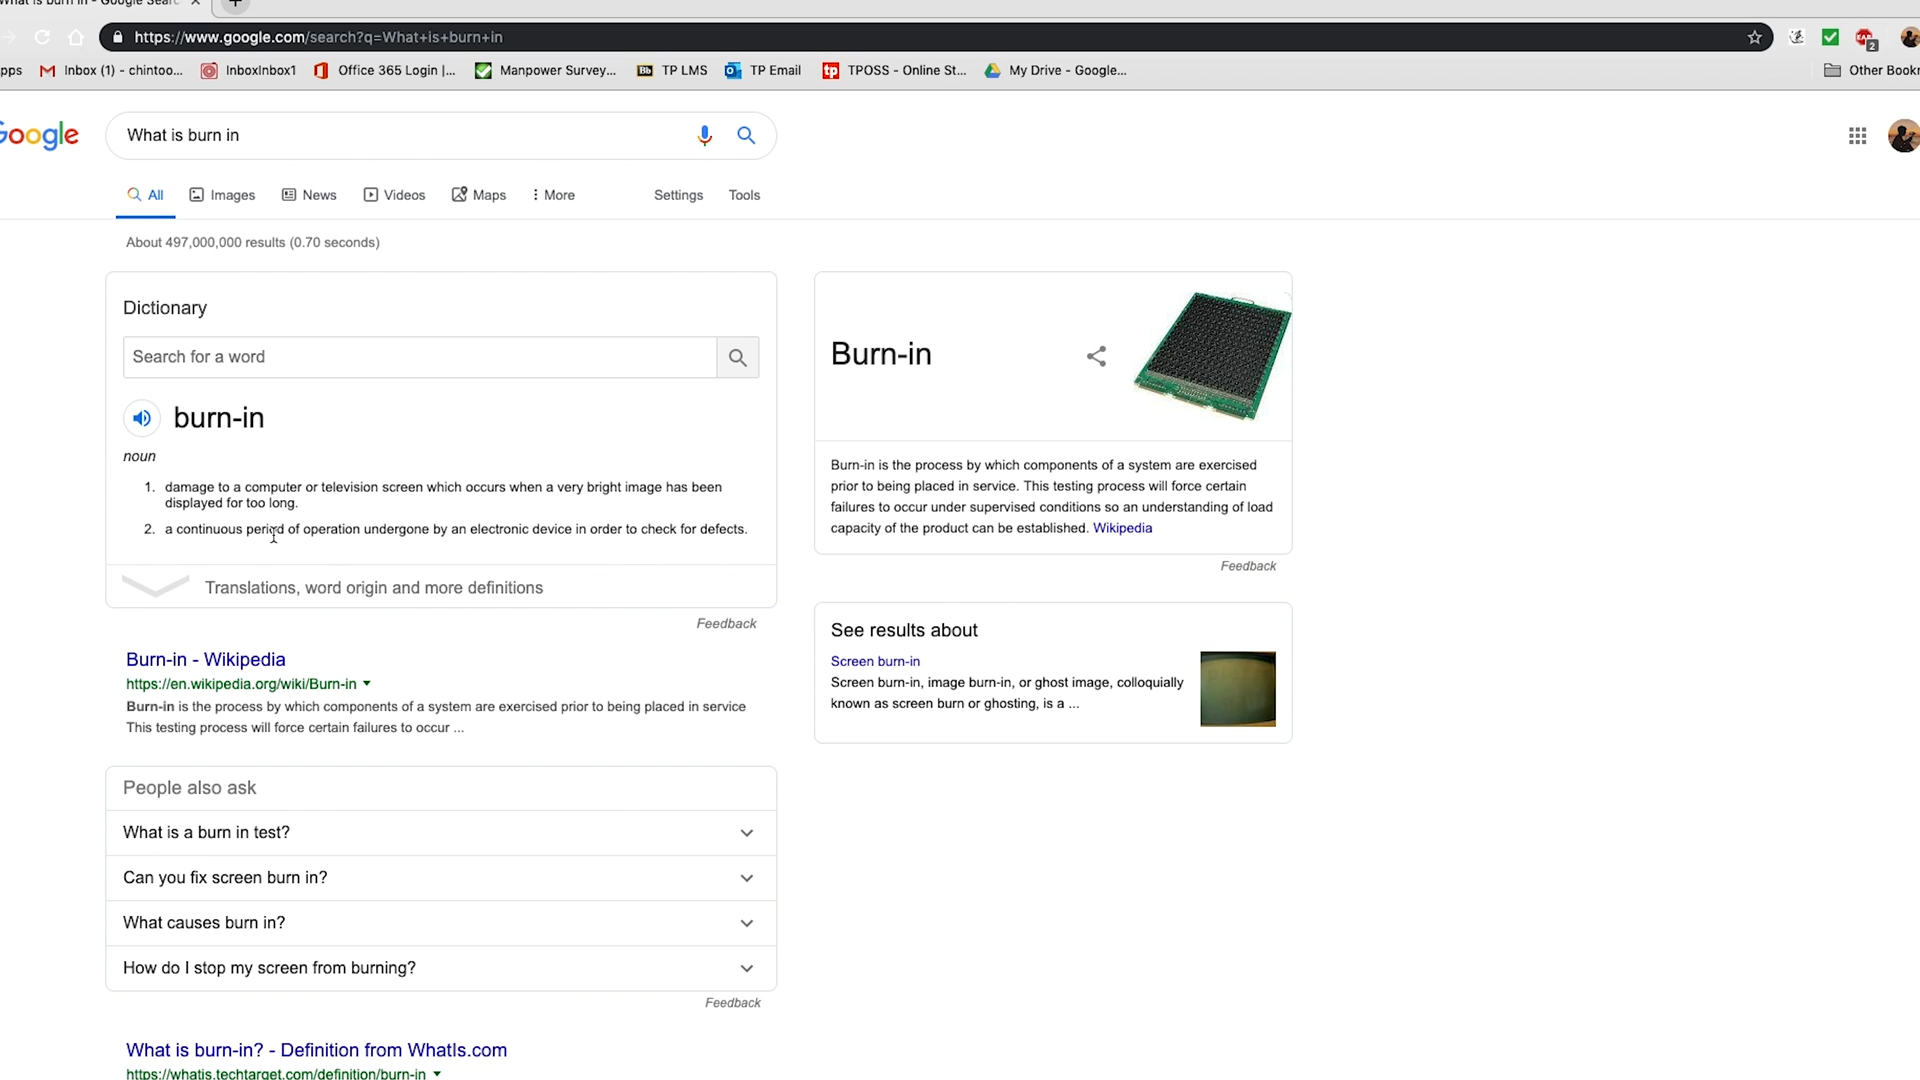 What is burn in - Google Searc
https://www.google.com/search?q=What+is+burn+in
2
pps
Inbox (1) - chintoo...
InboxInbox1
Office 365 Login |...
Manpower Survey...
Bb
TP LMS
TP Email
tp
TPOSS - Online St...
My Drive - Google...
Other Bookr
Google
What is burn in
All
Images
News
Videos
Maps
More
Settings
Tools
About 497,000,000 results (0.70 seconds)
Dictionary
Search for a word
burn-in
noun
1. damage to a computer or television screen which occurs when a very bright image has been
displayed for too long.
2. a continuous period of operation undergone by an electronic device in order to check for defects.
Translations, word origin and more definitions
Feedback
Burn-in - Wikipedia
https://en.wikipedia.org/wiki/Burn-in
Burn-in is the process by which components of a system are exercised prior to being placed in service
This testing process will force certain failures to occur ...
People also ask
What is a burn in test?
Can you fix screen burn in?
What causes burn in?
How do I stop my screen from burning?
Feedback
What is burn-in? - Definition from WhatIs.com
https://whatis.techtarget.com/definition/burn-in
Burn-in
Burn-in is the process by which components of a system are exercised
prior to being placed in service. This testing process will force certain
failures to occur under supervised conditions so an understanding of load
capacity of the product can be established. Wikipedia
Feedback
See results about
Screen burn-in
Screen burn-in, image burn-in, or ghost image, colloquially
known as screen burn or ghosting, is a ...